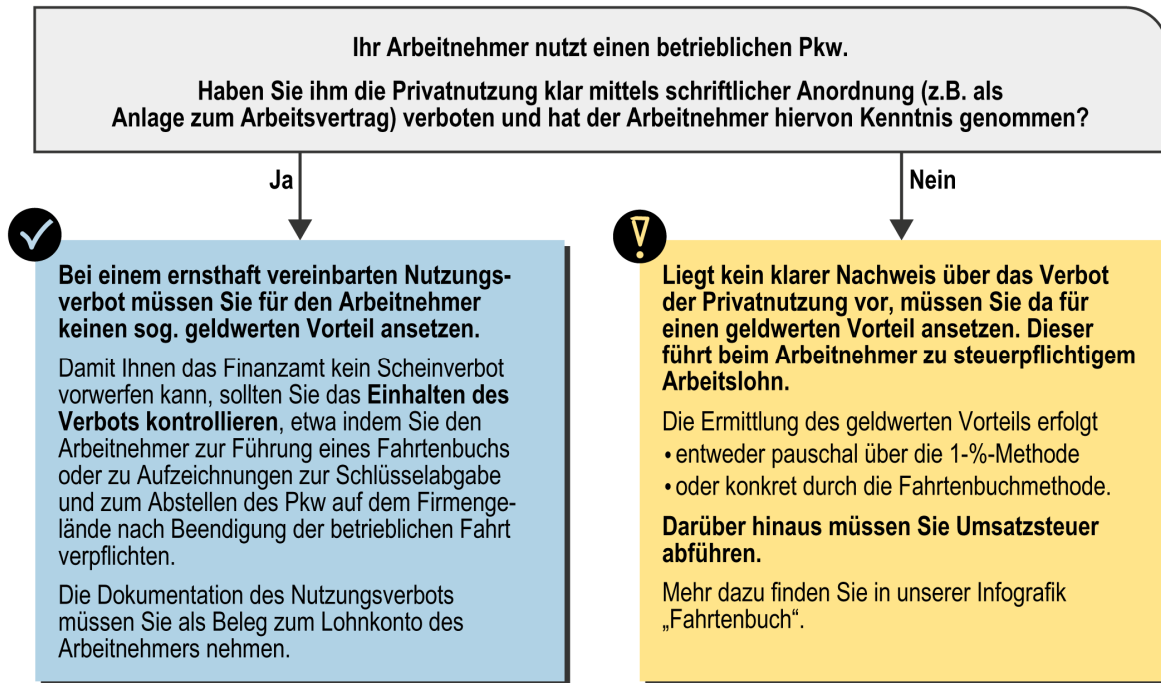 Ihr Arbeitnehmer nutzt einen betrieblichen Pkw.
Haben Sie ihm die Privatnutzung klar mittels schriftlicher Anordnung (z.B. als
Anlage zum Arbeitsvertrag) verboten und hat der Arbeitnehmer hiervon Kenntnis genommen?
Ja
Nein
Bei einem ernsthaft vereinbarten Nutzungs-
verbot müssen Sie für den Arbeitnehmer
keinen sog. geldwerten Vorteil ansetzen.
Damit Ihnen das Finanzamt kein Scheinverbot
vorwerfen kann, sollten Sie das Einhalten des
Verbots kontrollieren, etwa indem Sie den
Arbeitnehmer zur Führung eines Fahrtenbuchs
oder zu Aufzeichnungen zur Schlüsselabgabe
und zum Abstellen des Pkw auf dem Firmenge-
lände nach Beendigung der betrieblichen Fahrt
verpflichten.
Die Dokumentation des Nutzungsverbots
müssen Sie als Beleg zum Lohnkonto des
Arbeitnehmers nehmen.
Liegt kein klarer Nachweis über das Verbot
der Privatnutzung vor, müssen Sie da für
einen geldwerten Vorteil ansetzen. Dieser
führt beim Arbeitnehmer zu steuerpflichtigem
Arbeitslohn.
Die Ermittlung des geldwerten Vorteils erfolgt
• entweder pauschal über die 1-%-Methode
• oder konkret durch die Fahrtenbuchmethode.
Darüber hinaus müssen Sie Umsatzsteuer
abführen.
Mehr dazu finden Sie in unserer Infografik
„Fahrtenbuch“.